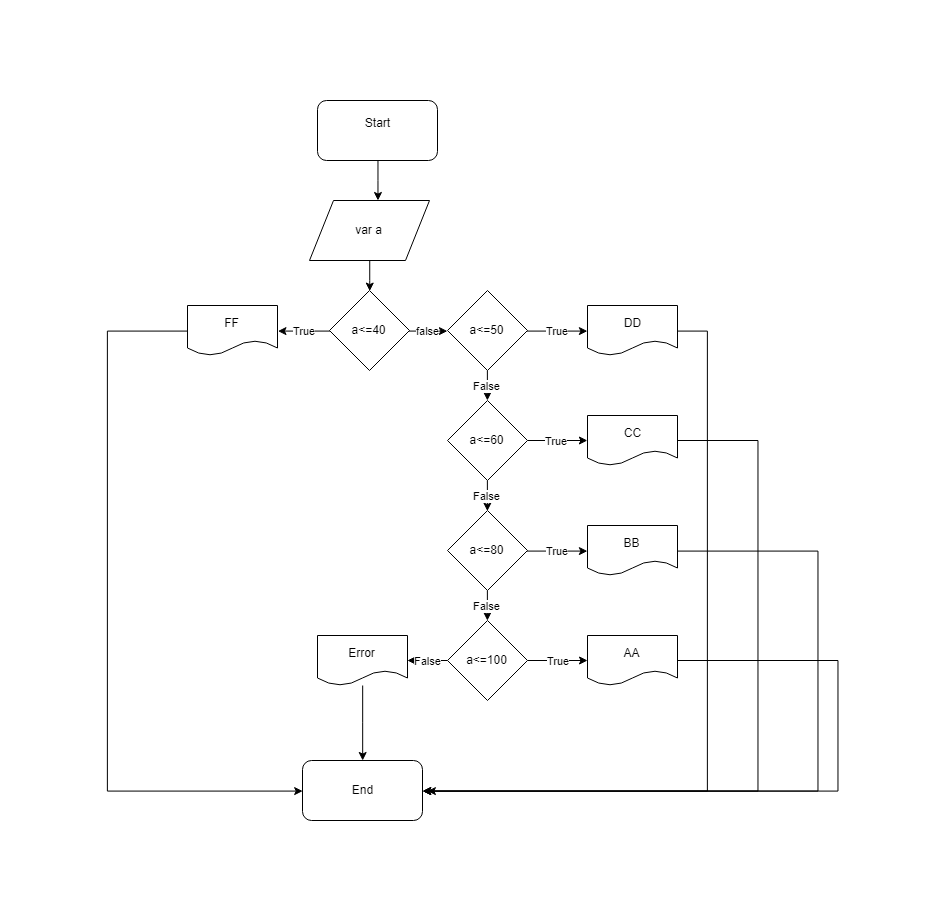 Start
var a
FF
True
a<=40
false
a<=50
True
DD
False
a<=60
True
CC
False
a<=80
True
BB
False
Error
False
a<=100
True
AA
End